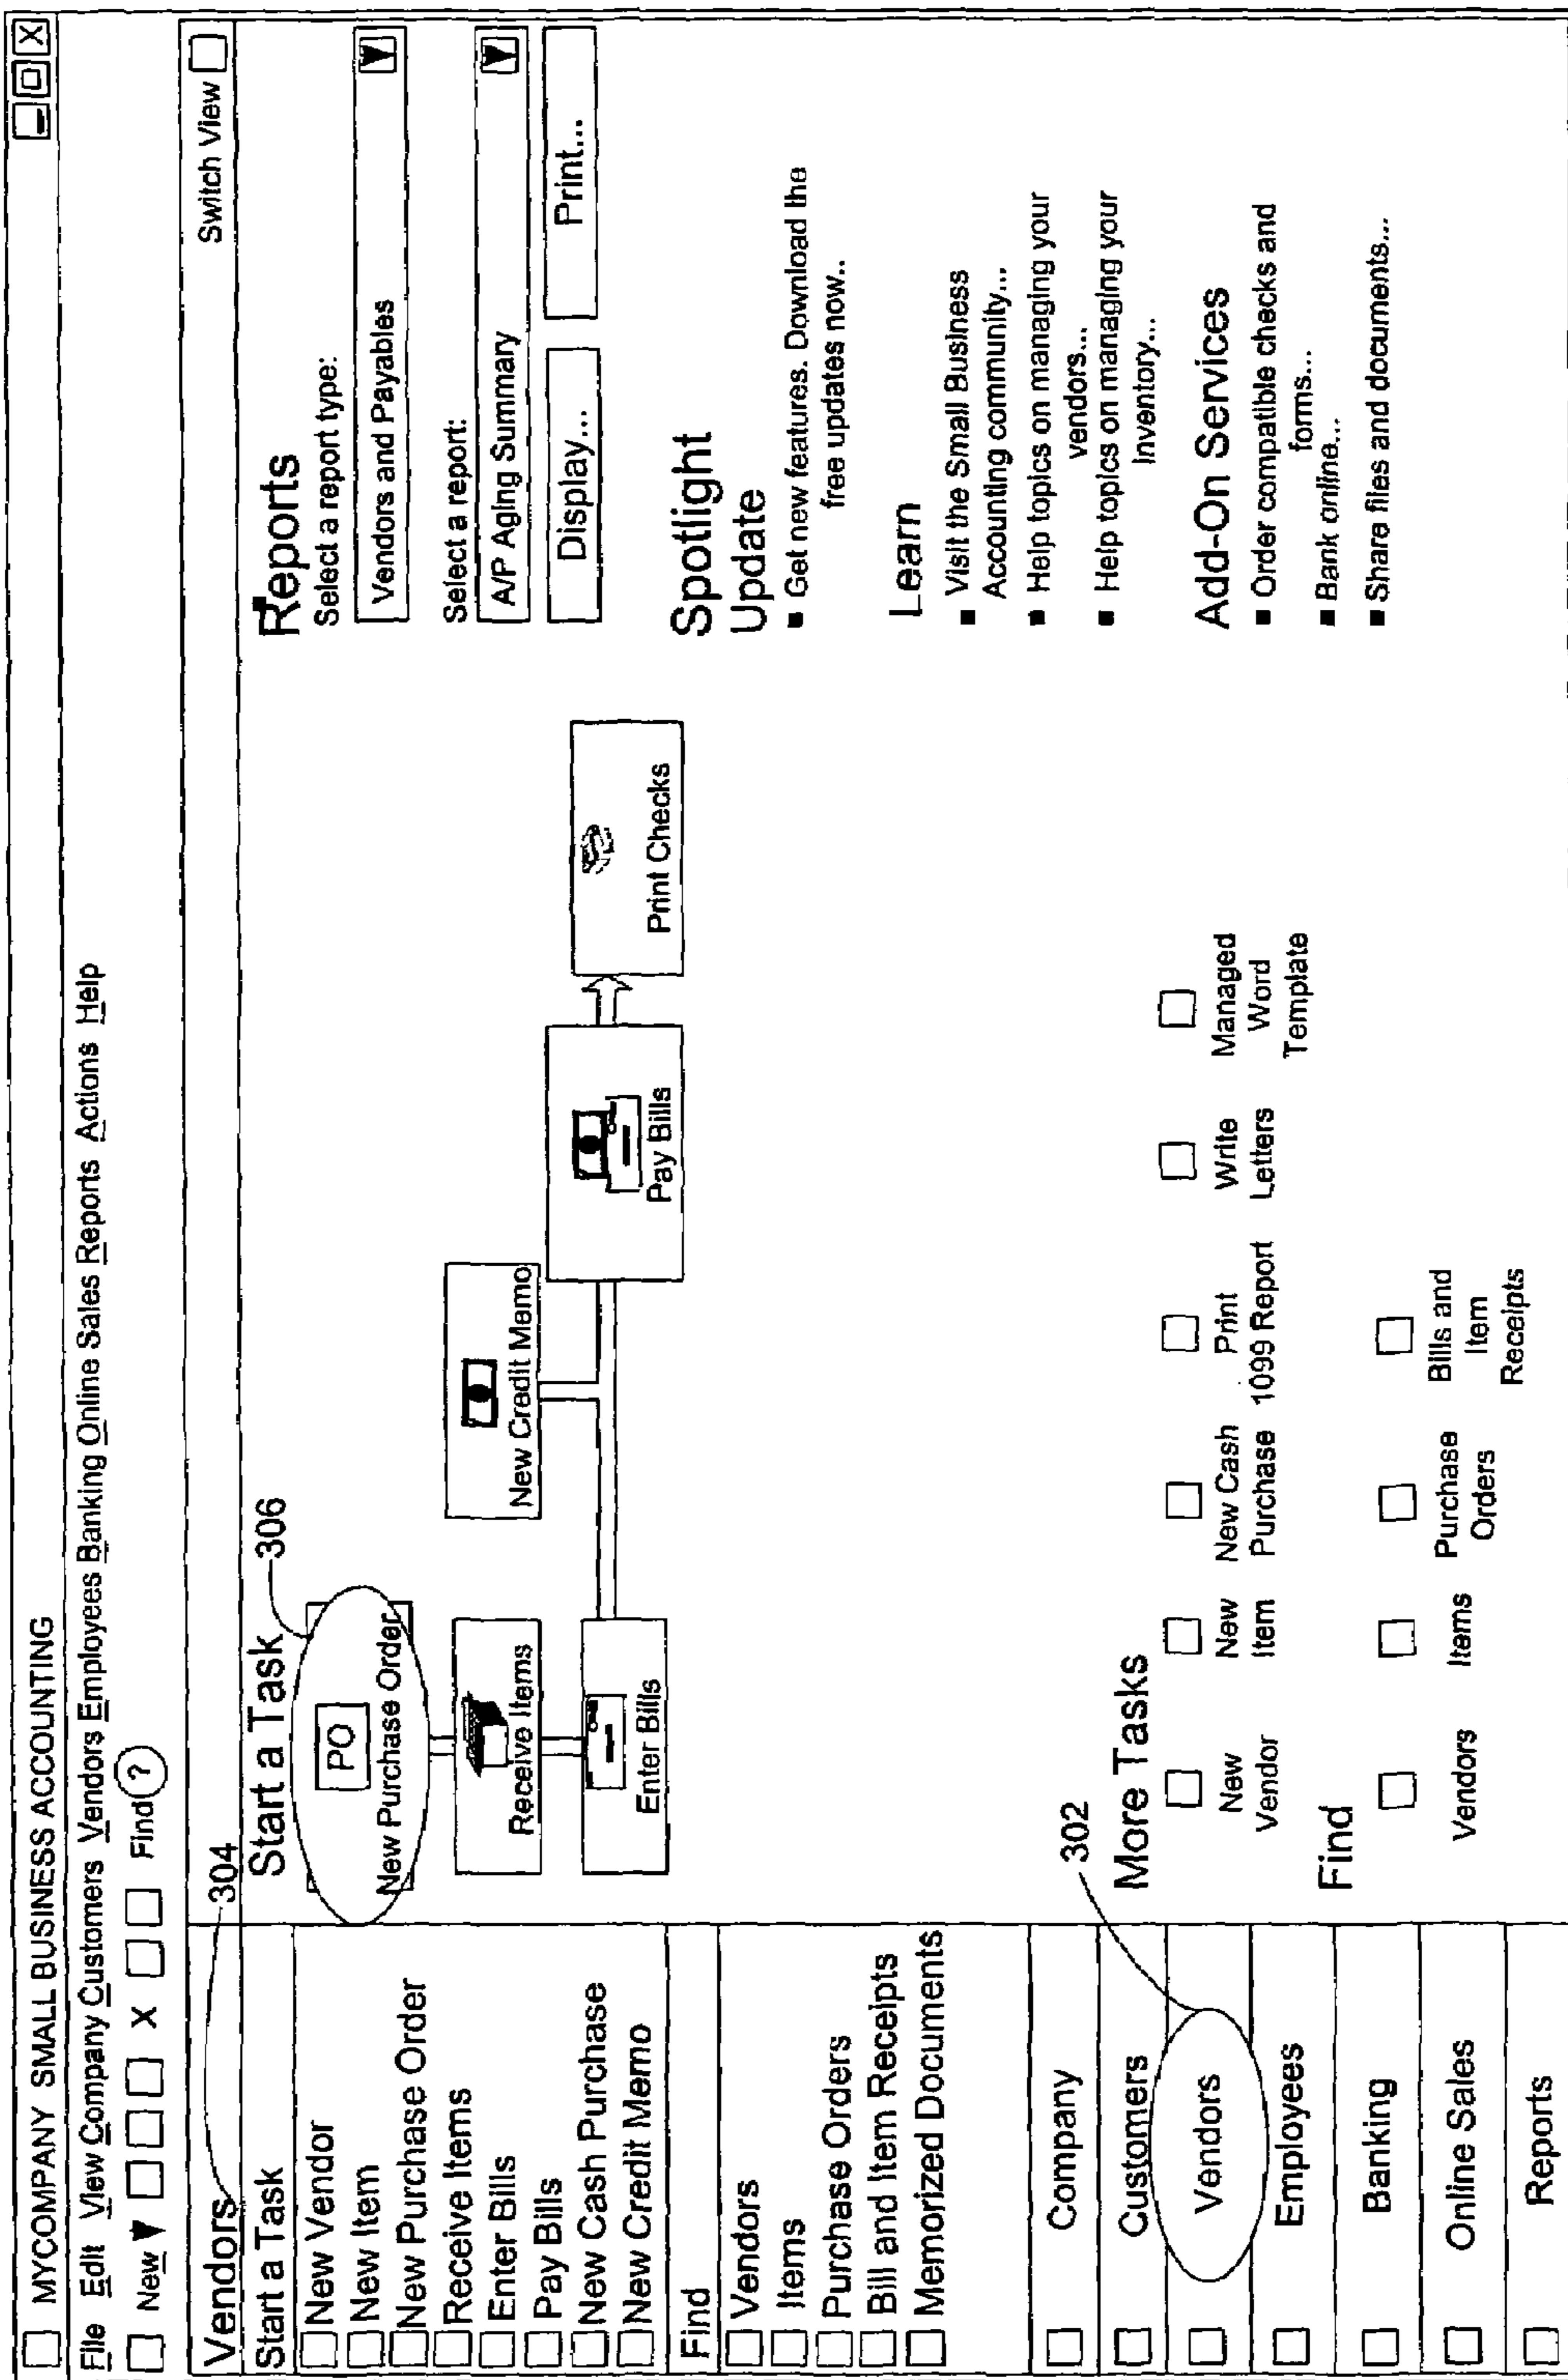 MYCOMPANY SMALL BUSINESS ACCOUNTING
X
File Edit View Company Customers Vendors Employees Banking Online Sales Reports Actions Help
New X Find ?
Switch View
304
Vendors
Start a Task
New Vendor
New Item
New Purchase Order
Receive Items
Enter Bills
Pay Bills
New Cash Purchase
New Credit Memo
Find
Vendors
Items
Purchase Orders
Bill and Item Receipts
Memorized Documents
Company
Customers
Vendors
Employees
Banking
Online Sales
Reports
302
Start a Task
306
PO
New Purchase Order
Receive Items
Enter Bills
New Credit Memo
Pay Bills
Print Checks
More Tasks
New
Vendor
New
Item
New Cash
Purchase
Print
1099 Report
Write
Letters
Managed
Word
Template
Find
Vendors
Items
Purchase
Orders
Bills and
Item
Receipts
Reports
Select a report type:
Vendors and Payables
Select a report:
A/P Aging Summary
Display...
Print...
Spotlight
Update
▪ Get new features. Download the
free updates now..
Learn
▪ Visit the Small Business
Accounting community...
▪ Help topics on managing your
vendors...
▪ Help topics on managing your
Inventory...
Add-On Services
▪ Order compatible checks and
forms...
▪ Bank online...
▪ Share files and documents...